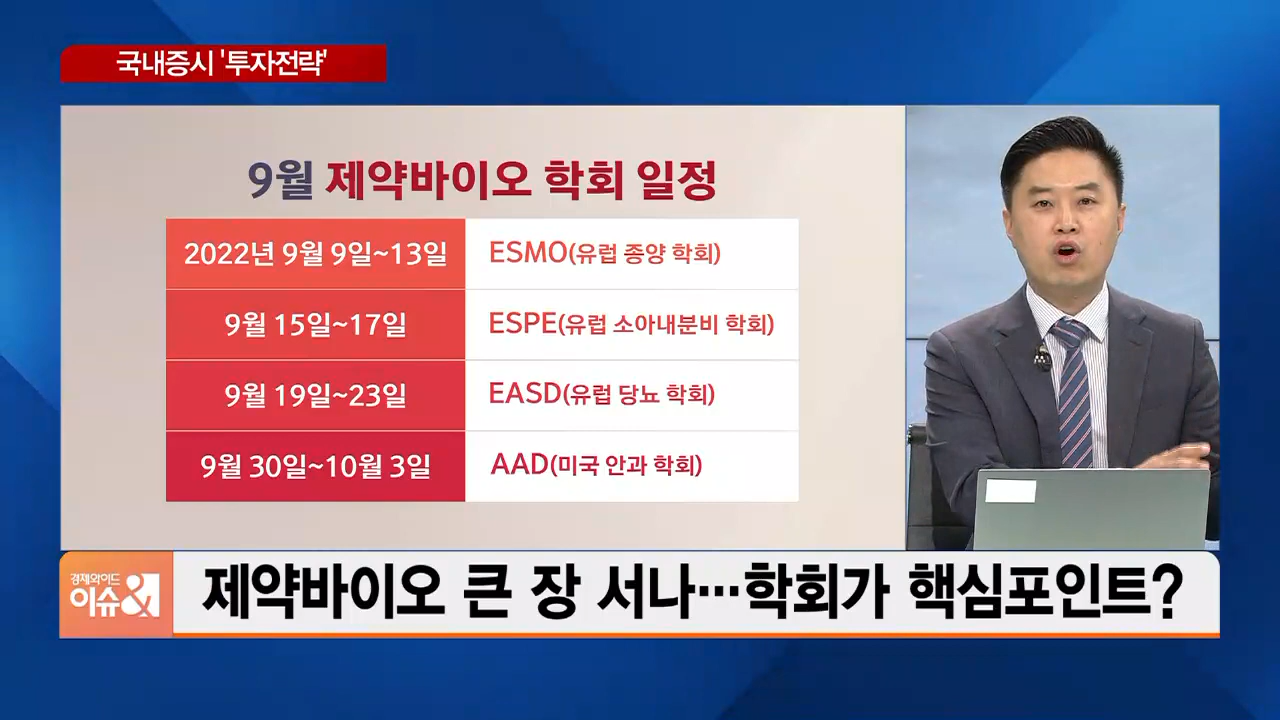 국내증시 '투자전략'
9월 제약바이오 학회 일정
2022년 9월 9일~13일 ESMO(유럽 종양 학회)
9월 15일~17일 ESPE(유럽 소아내분비 학회)
9월 19일~23일 EASD(유럽 당뇨 학회)
9월 30일~10월 3일 AAD(미국 안과 학회)
경제와이드
이슈&
제약바이오 큰 장 서나…학회가 핵심포인트?